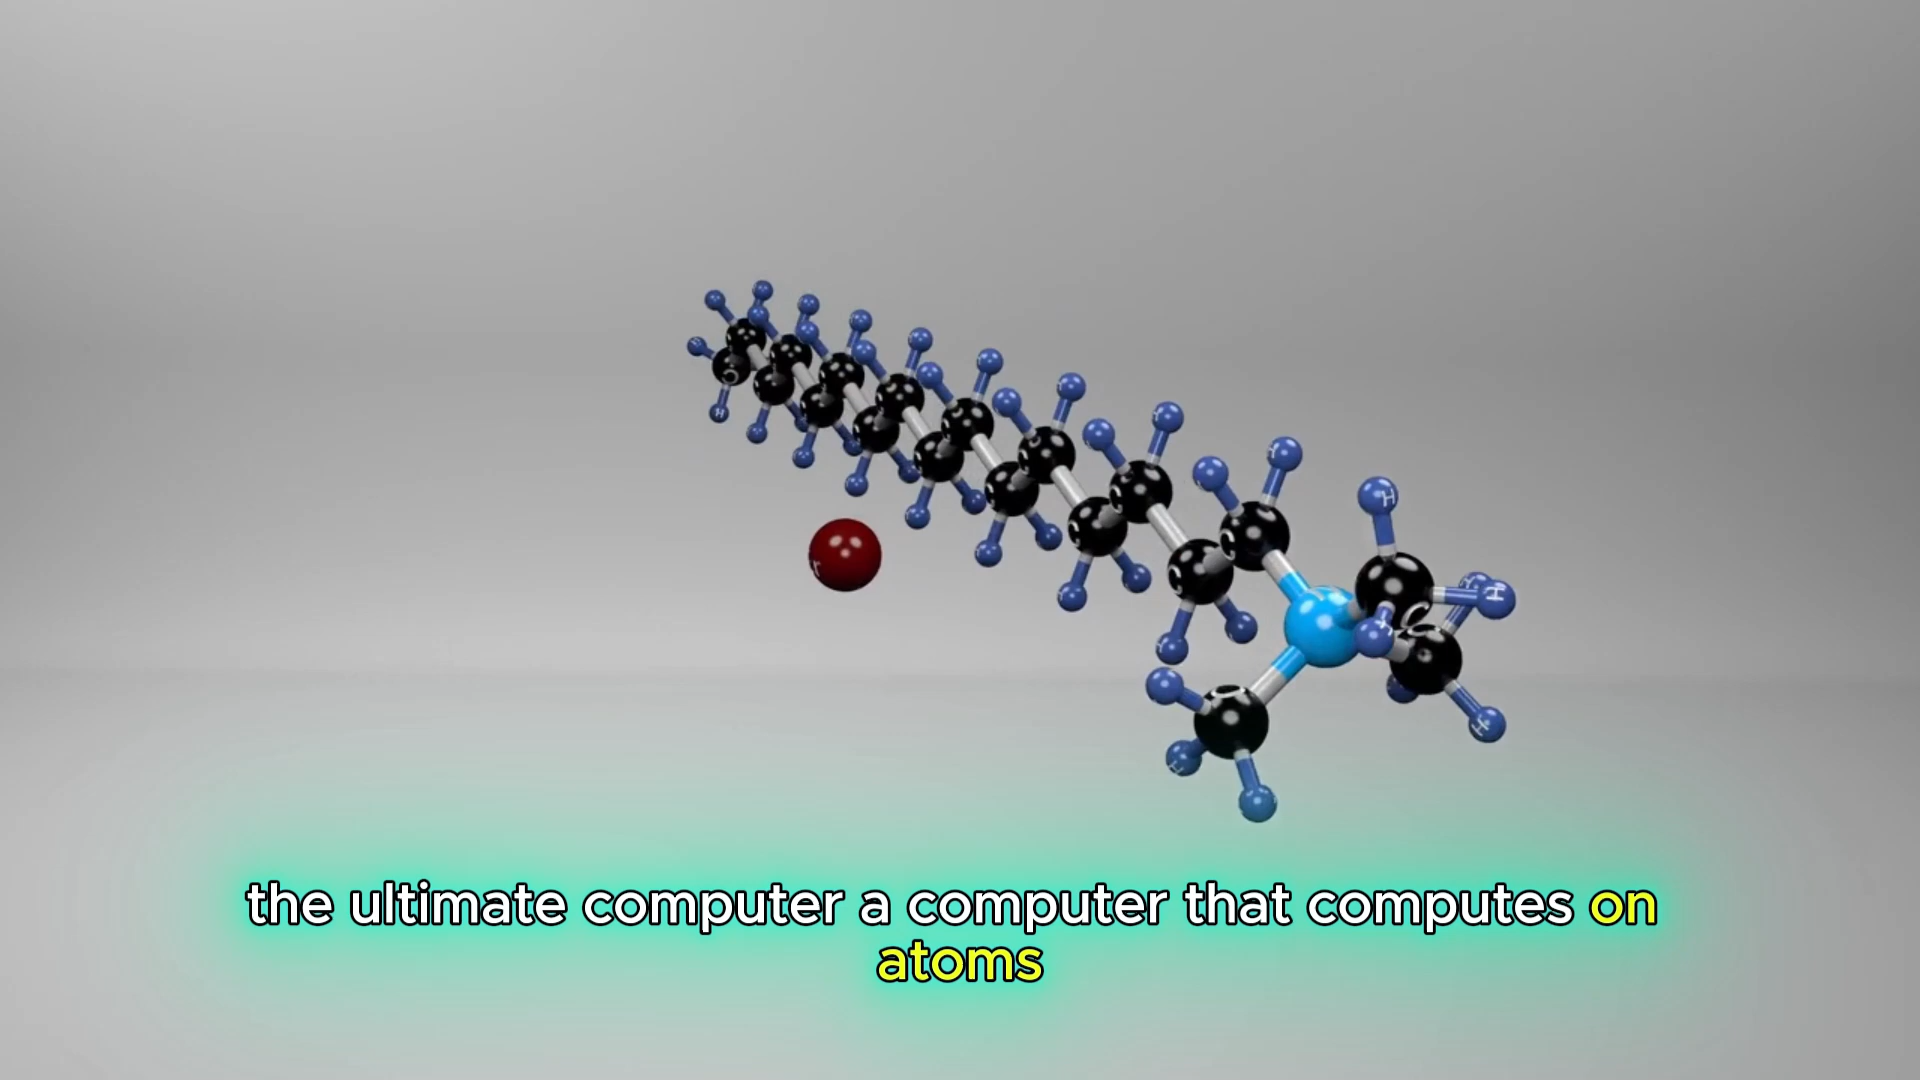 the ultimate computer a computer that computes on
atoms